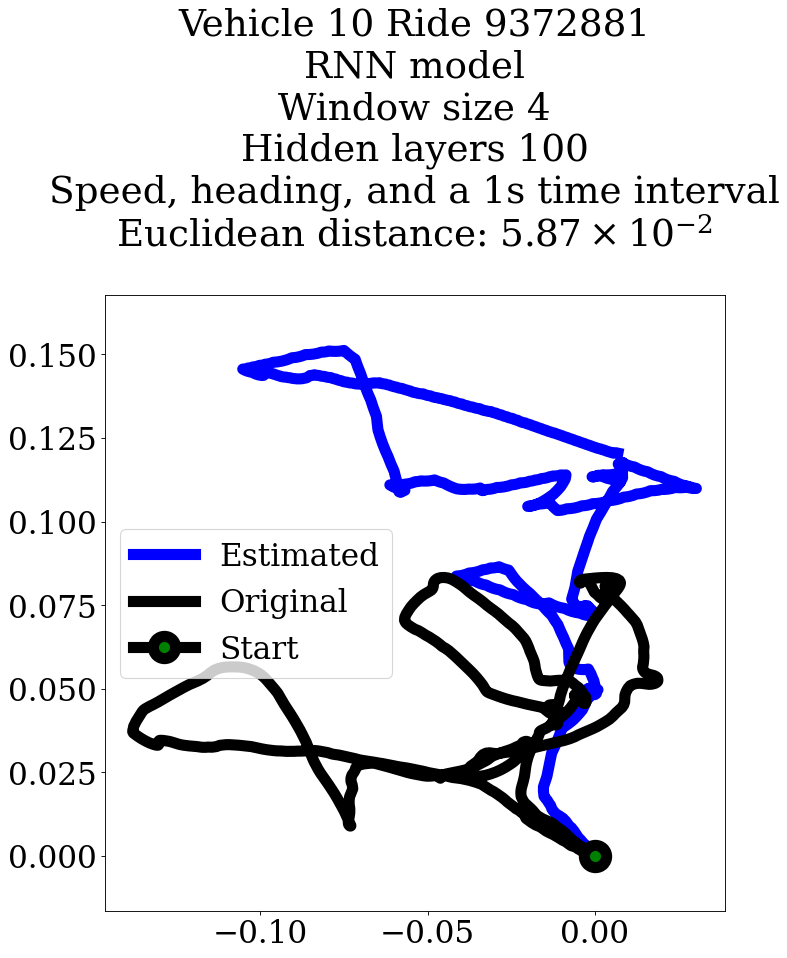 Vehicle 10 Ride 9372881
RNN model
Window size 4
Hidden layers 100
Speed, heading, and a 1s time interval
Euclidean distance: 5.87 × 10⁻²
0.150
0.125
0.100
0.075
0.050
0.025
0.000
Estimated
Original
Start
−0.10
−0.05
0.00